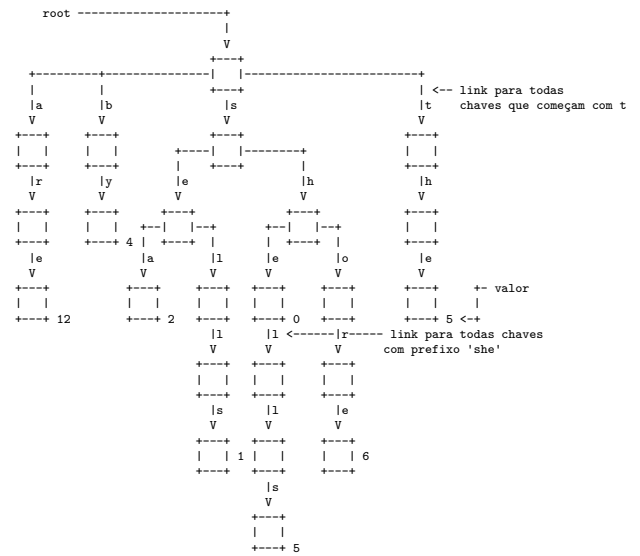 root
<-- link para todas
a b s t chaves que começam com t
r y e h h
4
e a l e o e
valor
12 2 0 5
l l r link para todas chaves
com prefixo 'she'
s l e
1 6
s
5